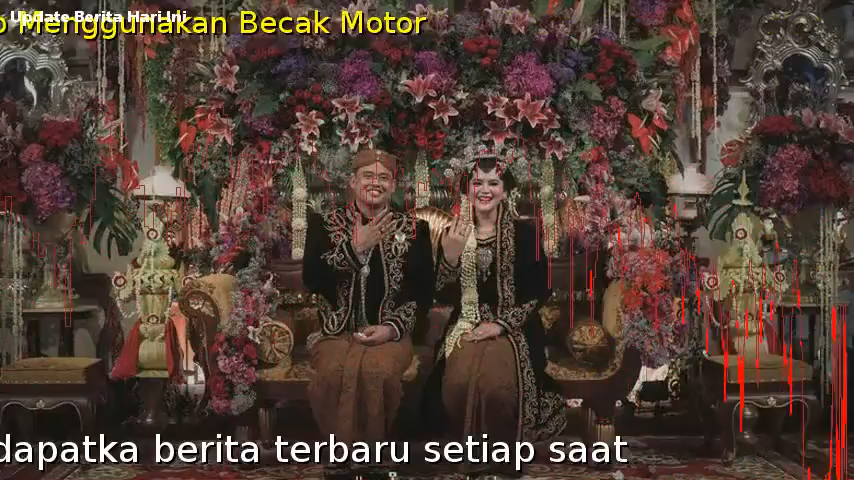 Update Berita Hari Ini
Menggunakan Becak Motor
dapatka berita terbaru setiap saat